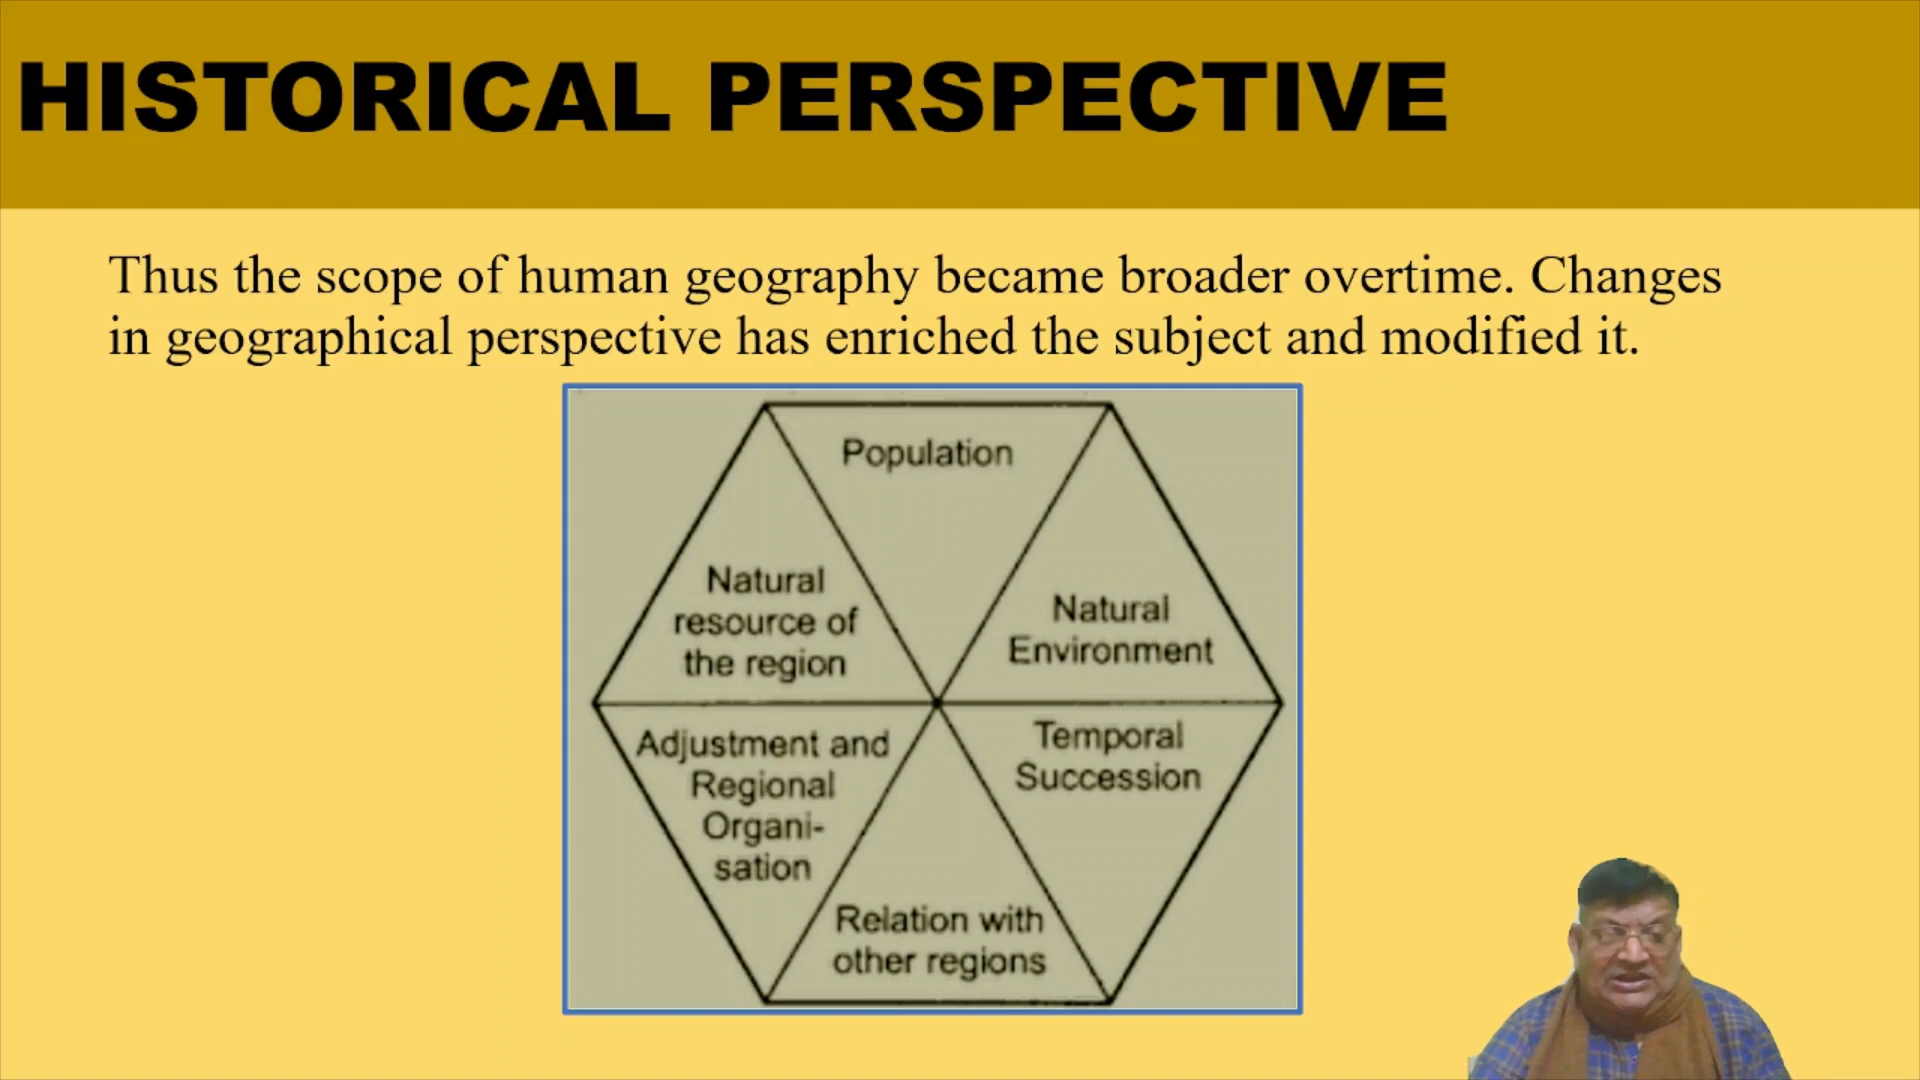 HISTORICAL PERSPECTIVE
Thus the scope of human geography became broader overtime. Changes
in geographical perspective has enriched the subject and modified it.
Population
Natural
resource of
the region
Natural
Environment
Adjustment and
Regional
Organi-
sation
Temporal
Succession
Relation with
other regions